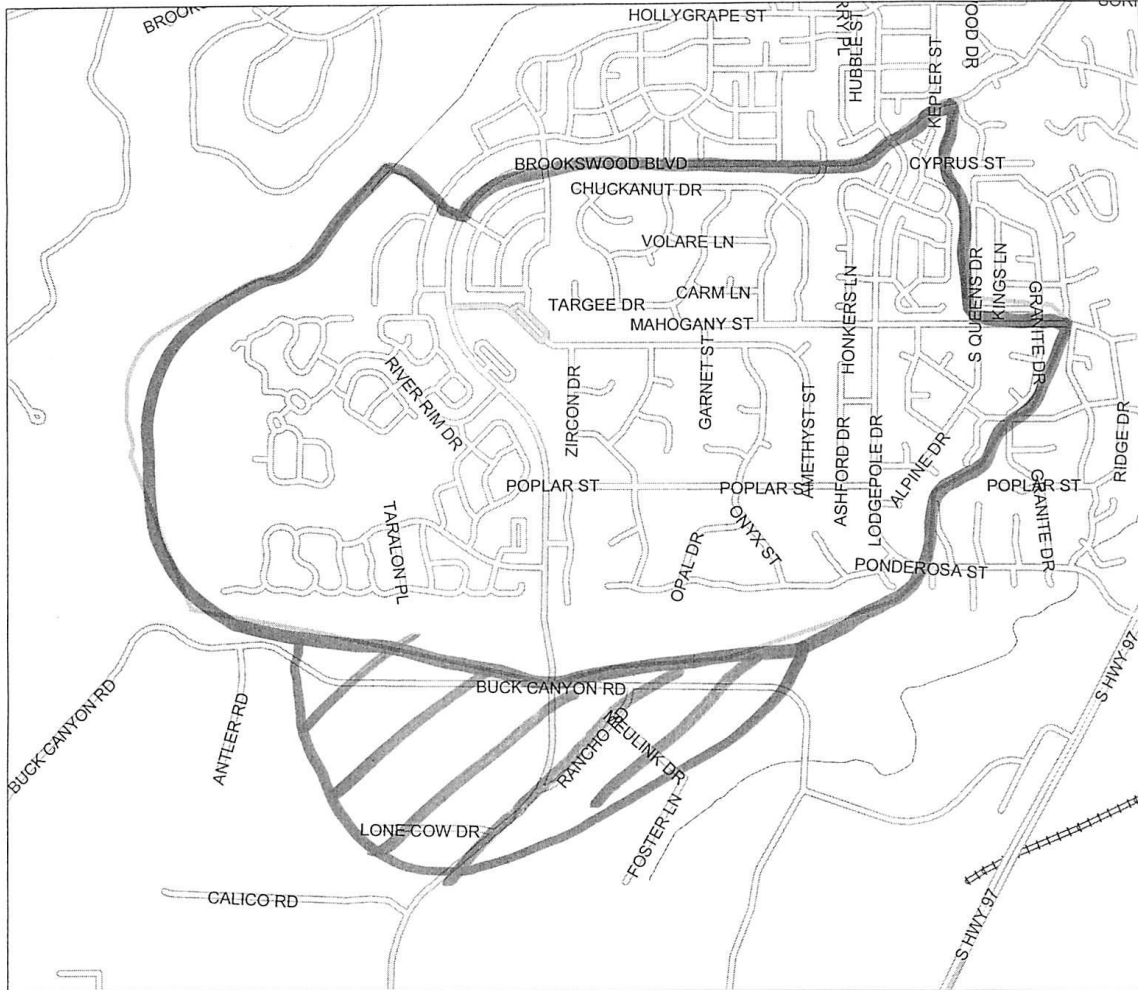 HOLLYGRAPE ST
HUBBLE ST
KEPLER ST
OOD DR
BROOKSWOOD BLVD
CYPRUS ST
CHUCKANUT DR
VOLARE LN
CARM LN
TARGEE DR
MAHOGANY ST
HONKERS LN
S QUEENS DR
KINGS LN
GRANITE DR
RIVER RIM DR
ZIRCON DR
GARNET ST
AMETHYST ST
ASHFORD DR
LODGEPOLE DR
ALPINE DR
RIDGE DR
POPLAR ST
POPLAR ST
POPLAR ST
GRANITE DR
TARALON PL
OPAL DR
ONYX ST
PONDEROSA ST
BUCK CANYON RD
ANTLER RD
BUCK CANYON RD
RANCHO
MEULINK DR
FOSTER LN
LONE COW DR
CALICO RD
S HWY 97
S HWY 97